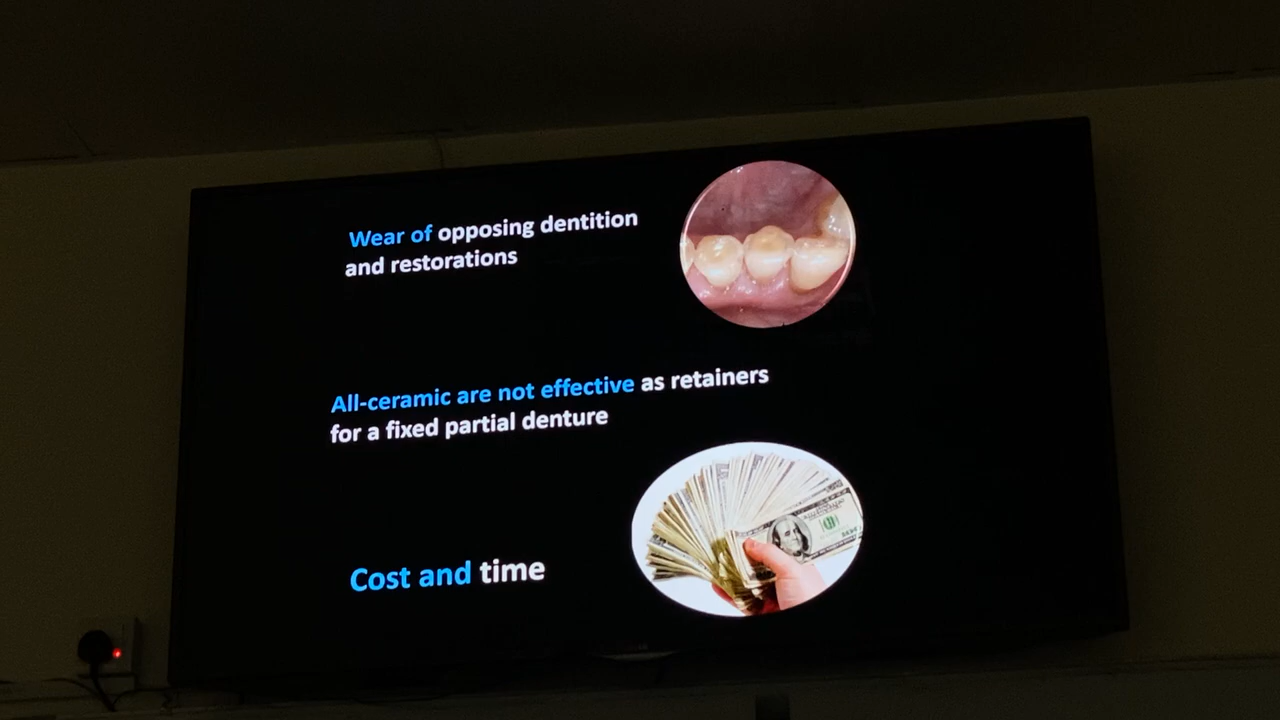 Wear of opposing dentition
and restorations
All-ceramic are not effective as retainers
for a fixed partial denture
Cost and time